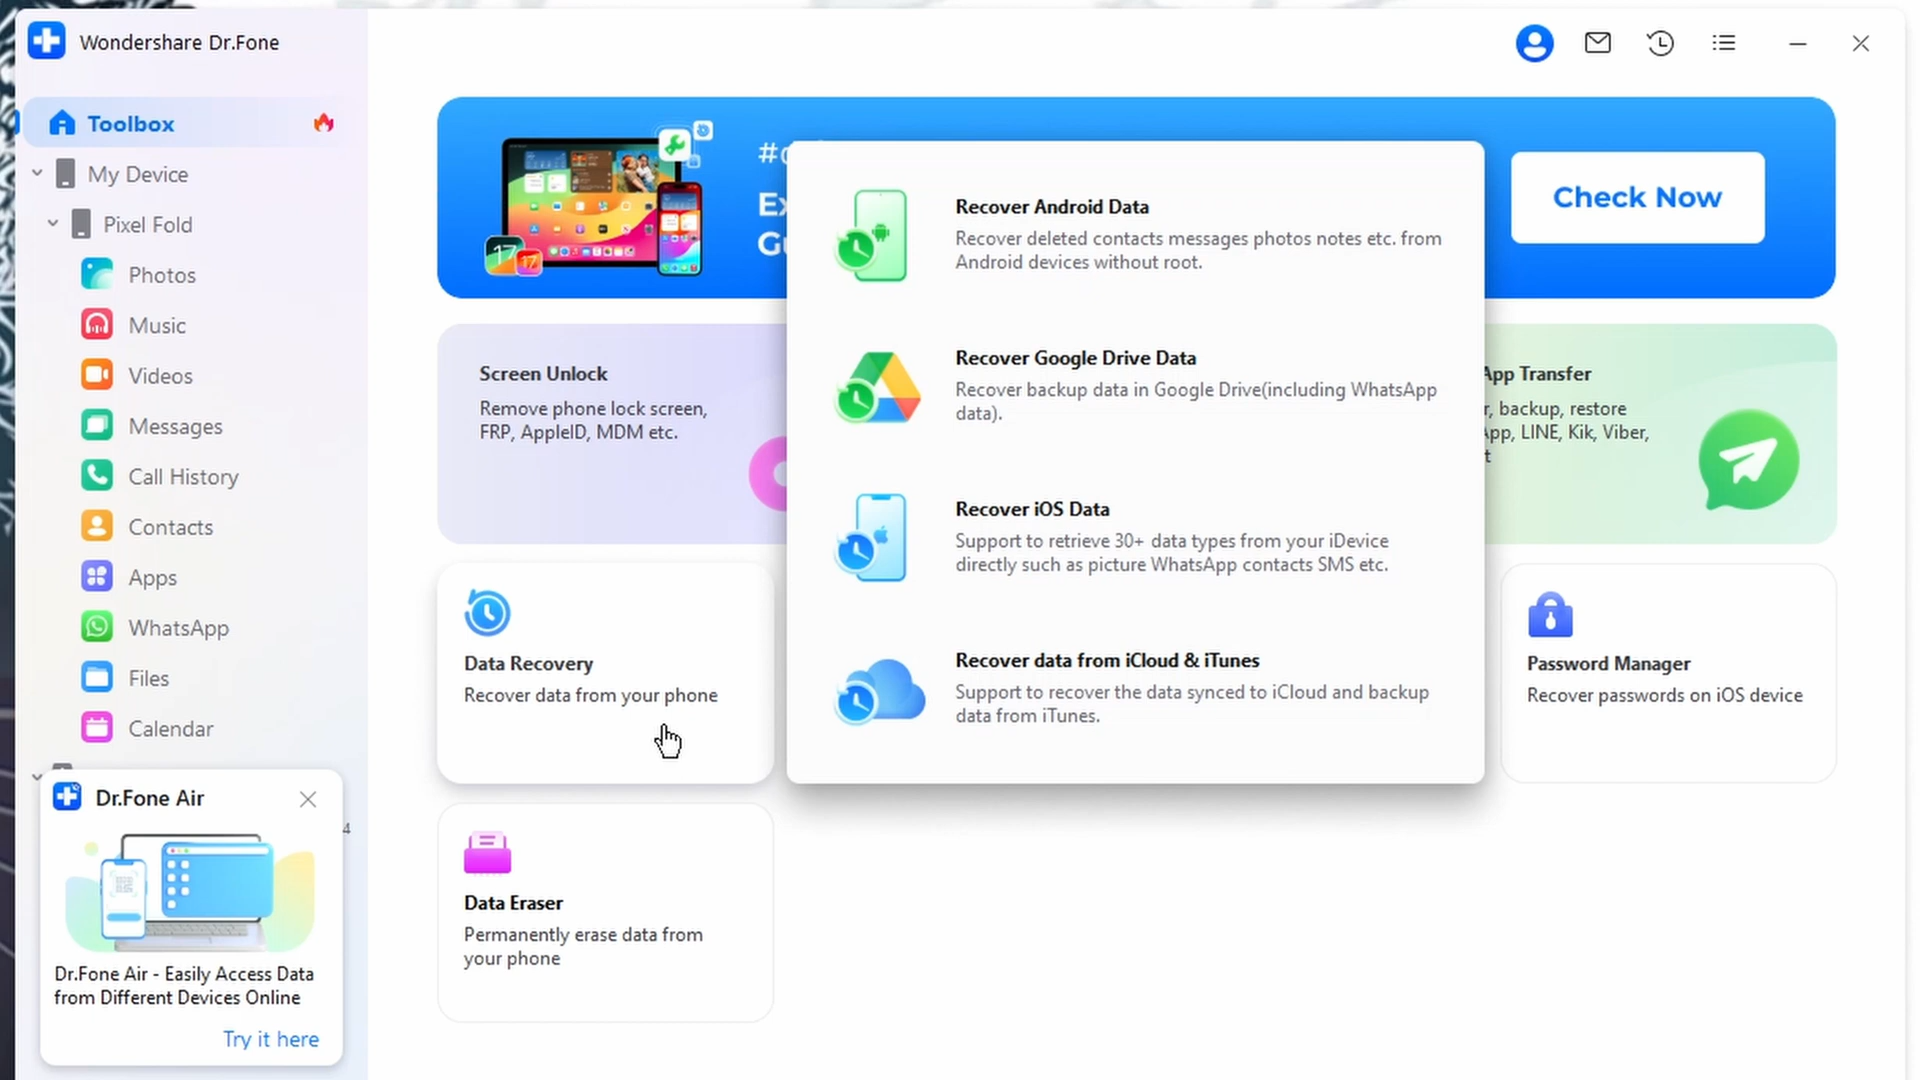 Wondershare Dr.Fone
Toolbox
My Device
Pixel Fold
Photos
Music
Videos
Messages
Call History
Contacts
Apps
WhatsApp
Files
Calendar
Dr.Fone Air
4
Dr.Fone Air - Easily Access Data
from Different Devices Online
Try it here
17
17
Check Now
Screen Unlock
Remove phone lock screen,
FRP, AppleID, MDM etc.
Recover Android Data
Recover deleted contacts messages photos notes etc. from
Android devices without root.
Recover Google Drive Data
Recover backup data in Google Drive(including WhatsApp
data).
Recover iOS Data
Support to retrieve 30+ data types from your iDevice
directly such as picture WhatsApp contacts SMS etc.
Recover data from iCloud & iTunes
Support to recover the data synced to iCloud and backup
data from iTunes.
App Transfer
r, backup, restore
App, LINE, Kik, Viber,
t
Data Recovery
Recover data from your phone
Password Manager
Recover passwords on iOS device
Data Eraser
Permanently erase data from
your phone